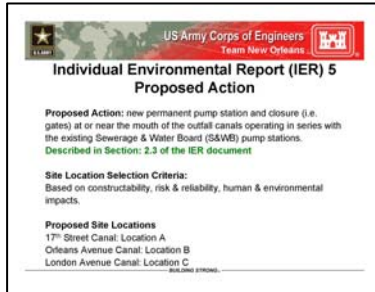 US Army Corps of Engineers
Team New Orleans
U.S. ARMY
Individual Environmental Report (IER) 5
Proposed Action
Proposed Action: new permanent pump station and closure (i.e.
gates) at or near the mouth of the outfall canals operating in series with
the existing Sewerage & Water Board (S&WB) pump stations.
Described in Section: 2.3 of the IER document
Site Location Selection Criteria:
Based on constructability, risk & reliability, human & environmental
impacts.
Proposed Site Locations
17th Street Canal: Location A
Orleans Avenue Canal: Location B
London Avenue Canal: Location C
BUILDING STRONG®